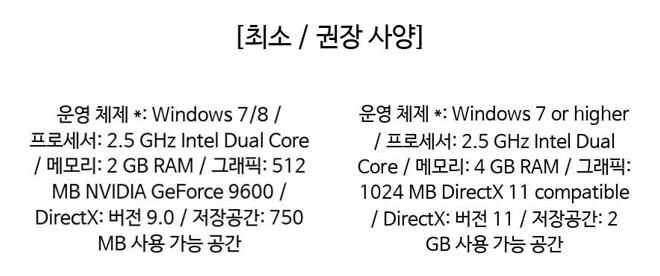 [최소 / 권장 사양]
운영 체제 *: Windows 7/8 /
프로세서: 2.5 GHz Intel Dual Core
/ 메모리: 2 GB RAM / 그래픽: 512
MB NVIDIA GeForce 9600 /
DirectX: 버전 9.0 / 저장공간: 750
MB 사용 가능 공간
운영 체제 *: Windows 7 or higher
/ 프로세서: 2.5 GHz Intel Dual
Core / 메모리: 4 GB RAM / 그래픽:
1024 MB DirectX 11 compatible
/ DirectX: 버전 11 / 저장공간: 2
GB 사용 가능 공간